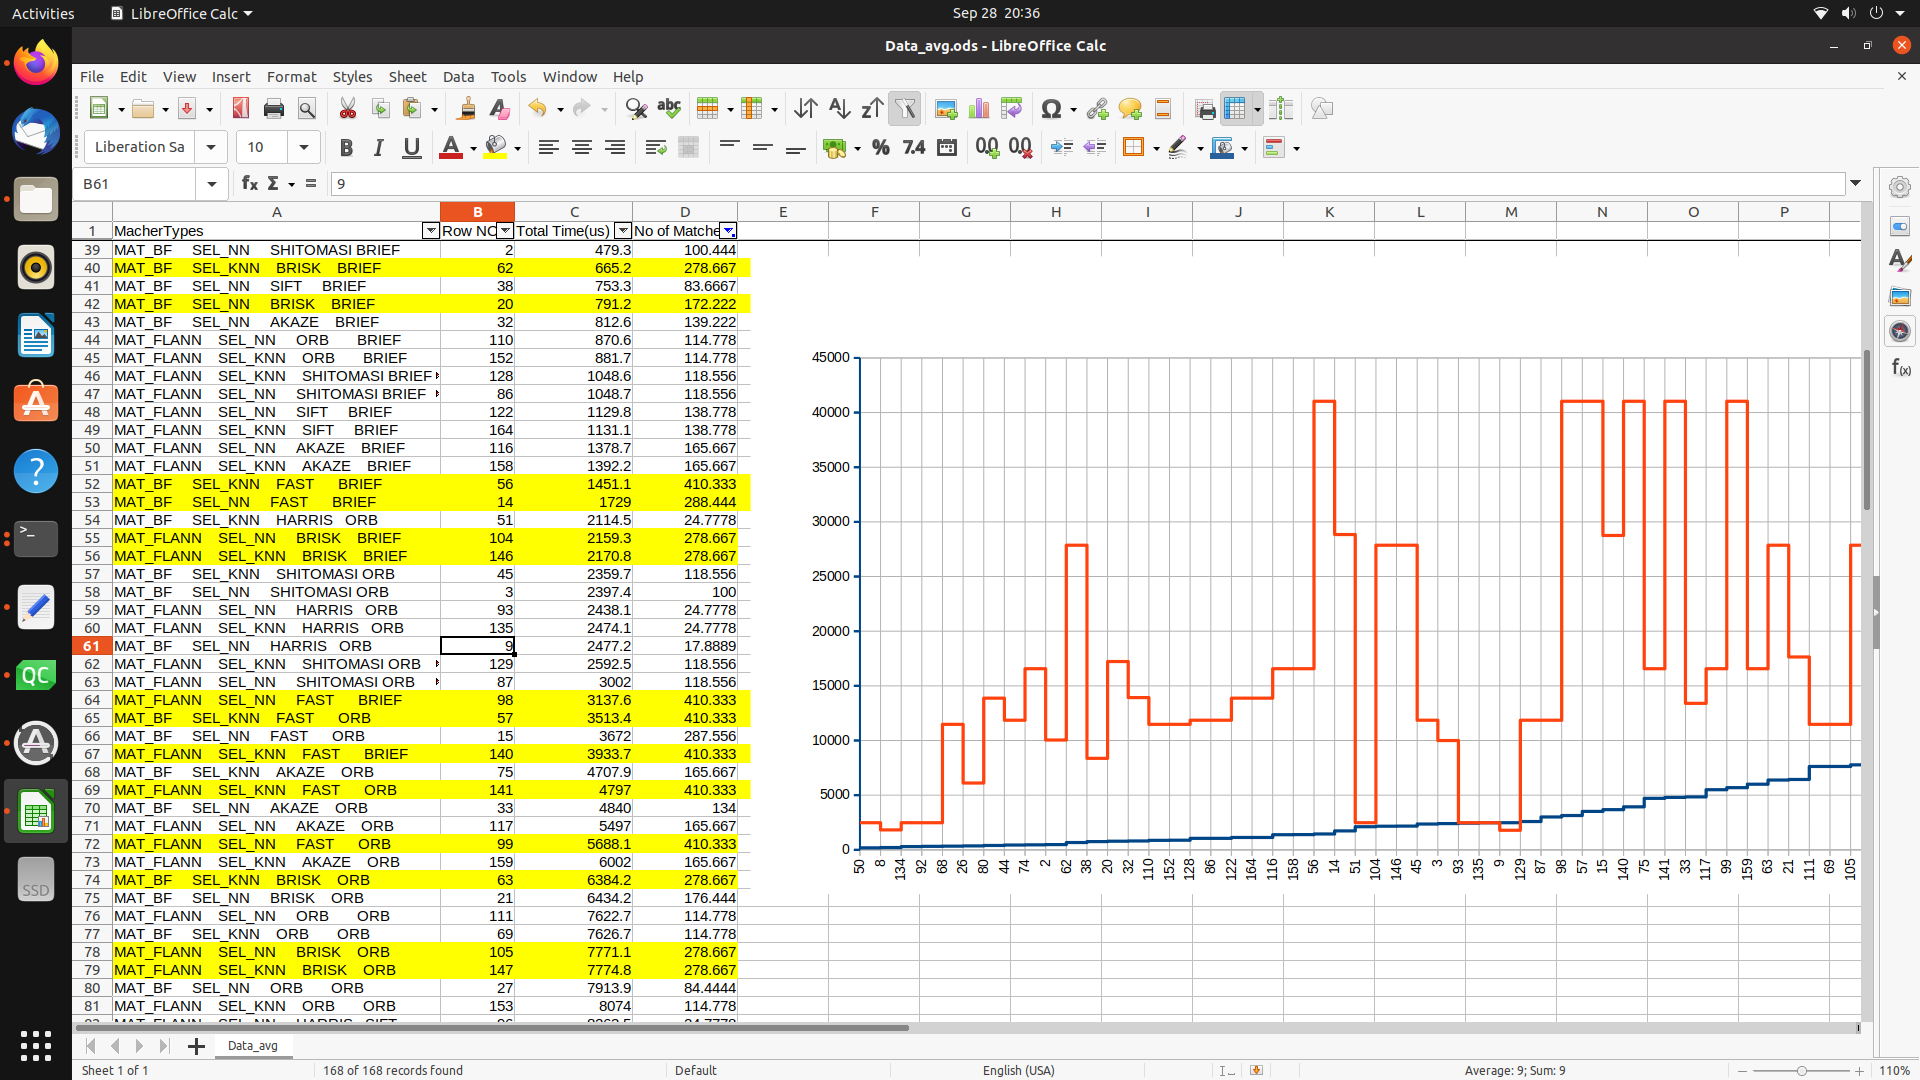 Activities LibreOffice Calc Sep 28 20:36
Data_avg.ods - LibreOffice Calc
File Edit View Insert Format Styles Sheet Data Tools Window Help
Liberation Sa 10
B61 9
A B C D E F G H I J K L M N O P
1 MacherTypes Row NO Total Time(us) No of Matche
39 MAT_BF SEL_NN SHITOMASI BRIEF 2 479.3 100.444
40 MAT_BF SEL_KNN BRISK BRIEF 62 665.2 278.667
41 MAT_BF SEL_NN SIFT BRIEF 38 753.3 83.6667
42 MAT_BF SEL_NN BRISK BRIEF 20 791.2 172.222
43 MAT_BF SEL_NN AKAZE BRIEF 32 812.6 139.222
44 MAT_FLANN SEL_NN ORB BRIEF 110 870.6 114.778
45 MAT_FLANN SEL_KNN ORB BRIEF 152 881.7 114.778
46 MAT_FLANN SEL_KNN SHITOMASI BRIEF 128 1048.6 118.556
47 MAT_FLANN SEL_NN SHITOMASI BRIEF 86 1048.7 118.556
48 MAT_FLANN SEL_NN SIFT BRIEF 122 1129.8 138.778
49 MAT_FLANN SEL_KNN SIFT BRIEF 164 1131.1 138.778
50 MAT_FLANN SEL_NN AKAZE BRIEF 116 1378.7 165.667
51 MAT_FLANN SEL_KNN AKAZE BRIEF 158 1392.2 165.667
52 MAT_BF SEL_KNN FAST BRIEF 56 1451.1 410.333
53 MAT_BF SEL_NN FAST BRIEF 14 1729 288.444
54 MAT_BF SEL_KNN HARRIS ORB 51 2114.5 24.7778
55 MAT_FLANN SEL_NN BRISK BRIEF 104 2159.3 278.667
56 MAT_FLANN SEL_KNN BRISK BRIEF 146 2170.8 278.667
57 MAT_BF SEL_KNN SHITOMASI ORB 45 2359.7 118.556
58 MAT_BF SEL_NN SHITOMASI ORB 3 2397.4 100
59 MAT_FLANN SEL_NN HARRIS ORB 93 2438.1 24.7778
60 MAT_FLANN SEL_KNN HARRIS ORB 135 2474.1 24.7778
61 MAT_BF SEL_NN HARRIS ORB 9 2477.2 17.8889
62 MAT_FLANN SEL_KNN SHITOMASI ORB 129 2592.5 118.556
63 MAT_FLANN SEL_NN SHITOMASI ORB 87 3002 118.556
64 MAT_FLANN SEL_NN FAST BRIEF 98 3137.6 410.333
65 MAT_BF SEL_KNN FAST ORB 57 3513.4 410.333
66 MAT_BF SEL_NN FAST ORB 15 3672 287.556
67 MAT_FLANN SEL_KNN FAST BRIEF 140 3933.7 410.333
68 MAT_BF SEL_KNN AKAZE ORB 75 4707.9 165.667
69 MAT_FLANN SEL_KNN FAST ORB 141 4797 410.333
70 MAT_BF SEL_NN AKAZE ORB 33 4840 134
71 MAT_FLANN SEL_NN AKAZE ORB 117 5497 165.667
72 MAT_FLANN SEL_NN FAST ORB 99 5688.1 410.333
73 MAT_FLANN SEL_KNN AKAZE ORB 159 6002 165.667
74 MAT_BF SEL_KNN BRISK ORB 63 6384.2 278.667
75 MAT_BF SEL_NN BRISK ORB 21 6434.2 176.444
76 MAT_FLANN SEL_NN ORB ORB 111 7622.7 114.778
77 MAT_BF SEL_KNN ORB ORB 69 7626.7 114.778
78 MAT_FLANN SEL_NN BRISK ORB 105 7771.1 278.667
79 MAT_FLANN SEL_KNN BRISK ORB 147 7774.8 278.667
80 MAT_BF SEL_NN ORB ORB 27 7913.9 84.4444
81 MAT_FLANN SEL_KNN ORB ORB 153 8074 114.778
45000
40000
35000
30000
25000
20000
15000
10000
5000
0
50 8 134 92 68 26 80 44 74 2 62 38 20 32 110 152 128 86 122 164 116 158 56 14 51 104 146 45 3 93 135 9 129 87 98 57 15 140 75 141 33 117 99 159 63 21 111 69 105
QC
SSD
Data_avg
Sheet 1 of 1 168 of 168 records found Default English (USA) Average: 9; Sum: 9 110%